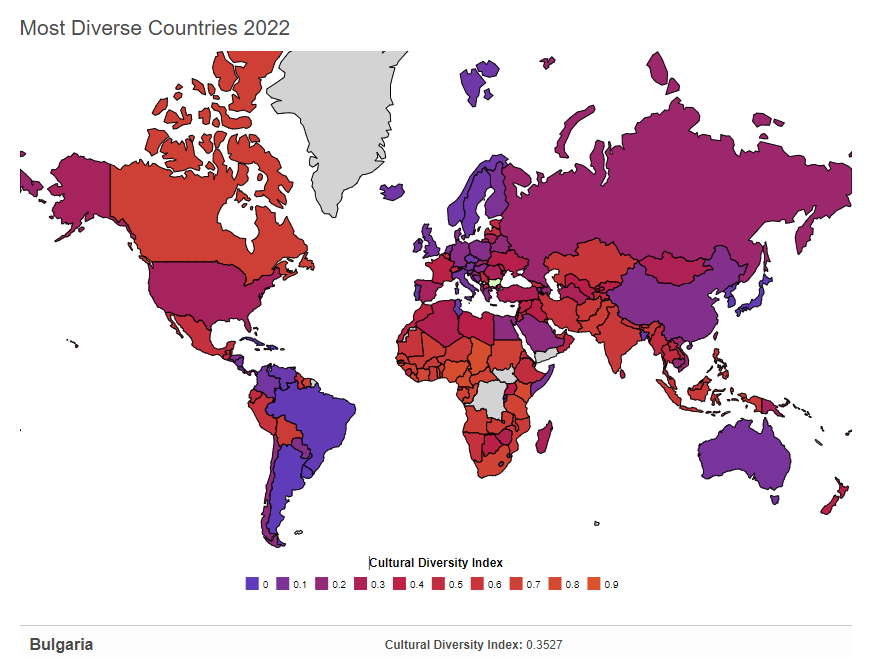 Most Diverse Countries 2022
Cultural Diversity Index
0 0.1 0.2 0.3 0.4 0.5 0.6 0.7 0.8 0.9
Bulgaria Cultural Diversity Index: 0.3527